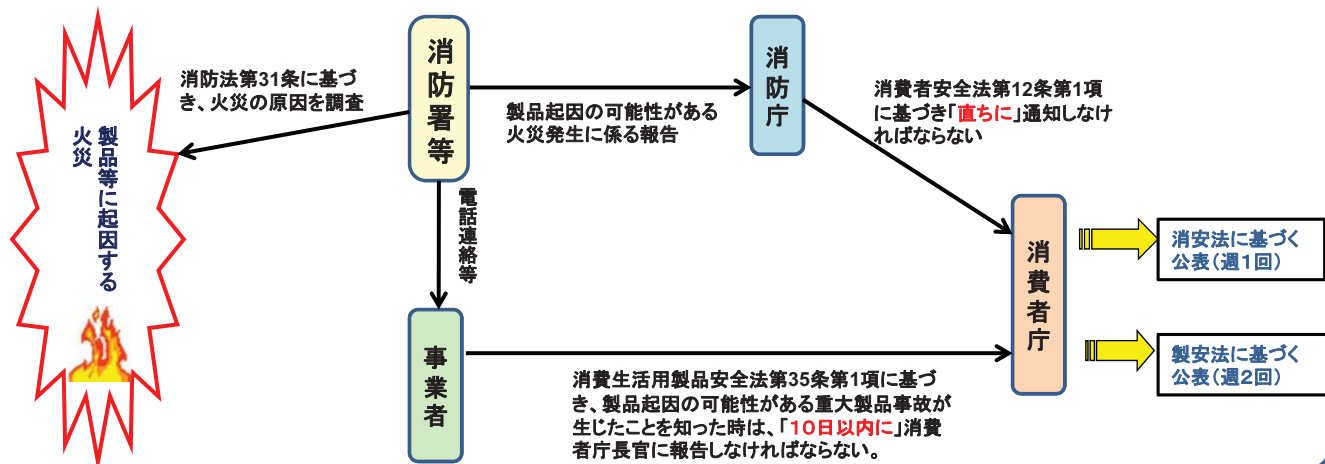 製品等に起因する
火災
消防法第31条に基づ
き、火災の原因を調査
消防署等
製品起因の可能性がある
火災発生に係る報告
消防庁
消費者安全法第12条第1項
に基づき「直ちに」通知しなけ
ればならない
電話連絡等
事業者
消費生活用製品安全法第35条第1項に基づ
き、製品起因の可能性がある重大製品事故が
生じたことを知った時は、「10日以内に」消費
者庁長官に報告しなければならない。
消費者庁
消安法に基づく
公表(週1回)
製安法に基づく
公表(週2回)